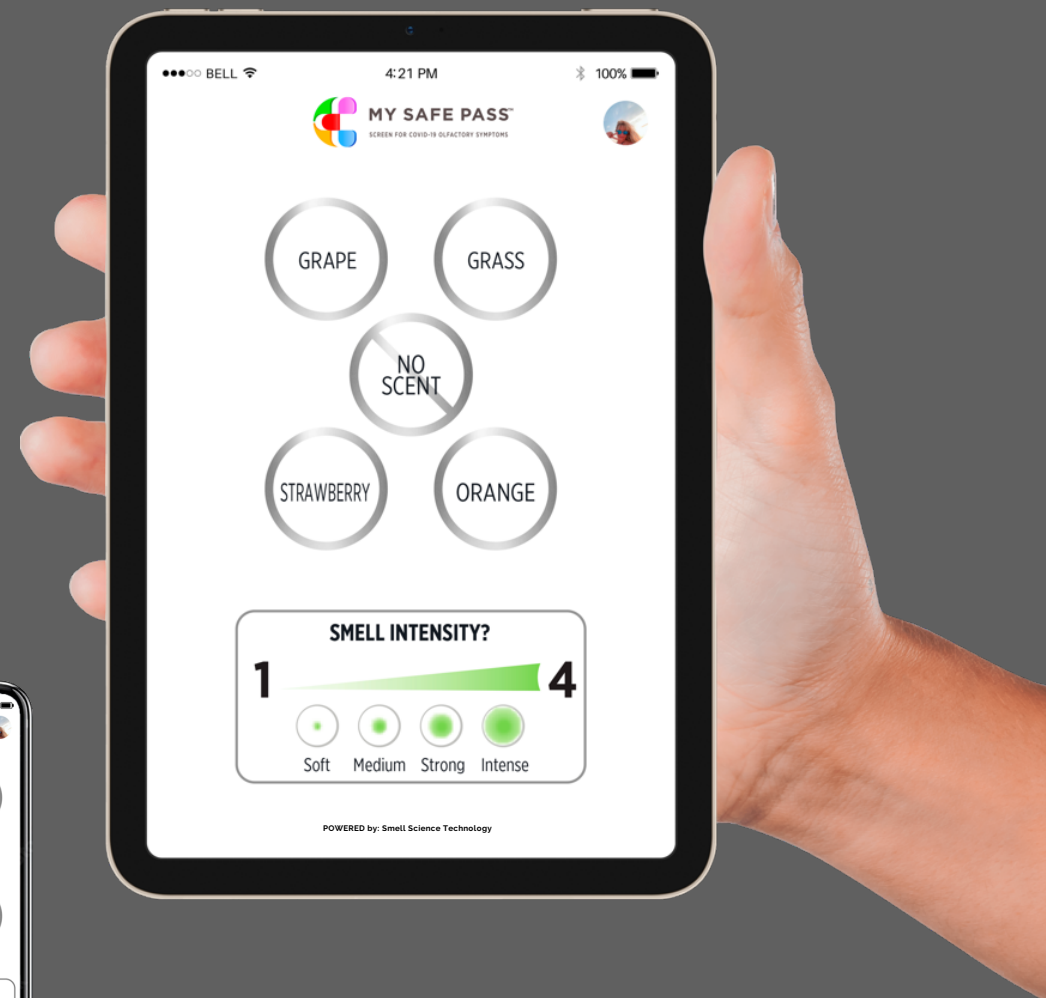 BELL 4:21 PM 100%
MY SAFE PASS™
SCREEN FOR COVID-19 OLFACTORY SYMPTOMS
GRAPE GRASS
NO
SCENT
STRAWBERRY ORANGE
SMELL INTENSITY?
1 4
Soft Medium Strong Intense
POWERED by: Smell Science Technology